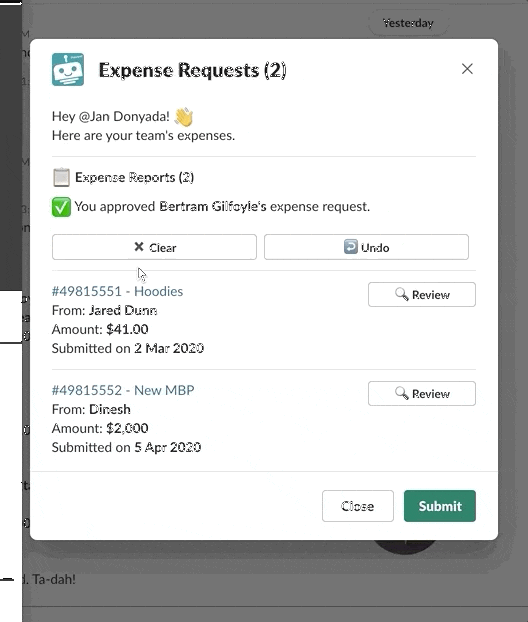 Yesterday
Expense Requests (2)
Hey @Jan Donyada! 👋
Here are your team's expenses.
Expense Reports (2)
You approved Bertram Gilfoyle's expense request.
Clear
Undo
#49815551 - Hoodies
Review
From: Jared Dunn
Amount: $41.00
Submitted on 2 Mar 2020
#49815552 - New MBP
Review
From: Dinesh
Amount: $2,000
Submitted on 5 Apr 2020
Close
Submit
Ta-dah!